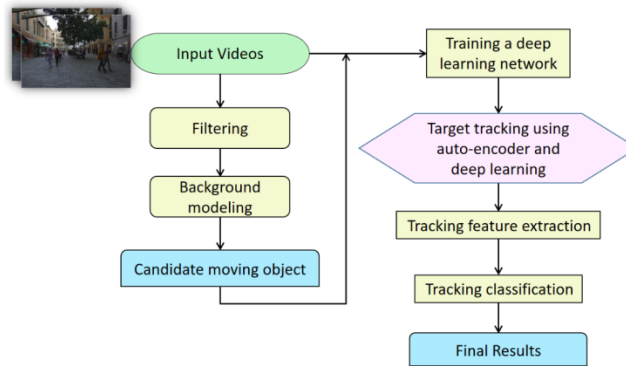 Input Videos
Filtering
Background
modeling
Candidate moving object
Training a deep
learning network
Target tracking using
auto-encoder and
deep learning
Tracking feature extraction
Tracking classification
Final Results